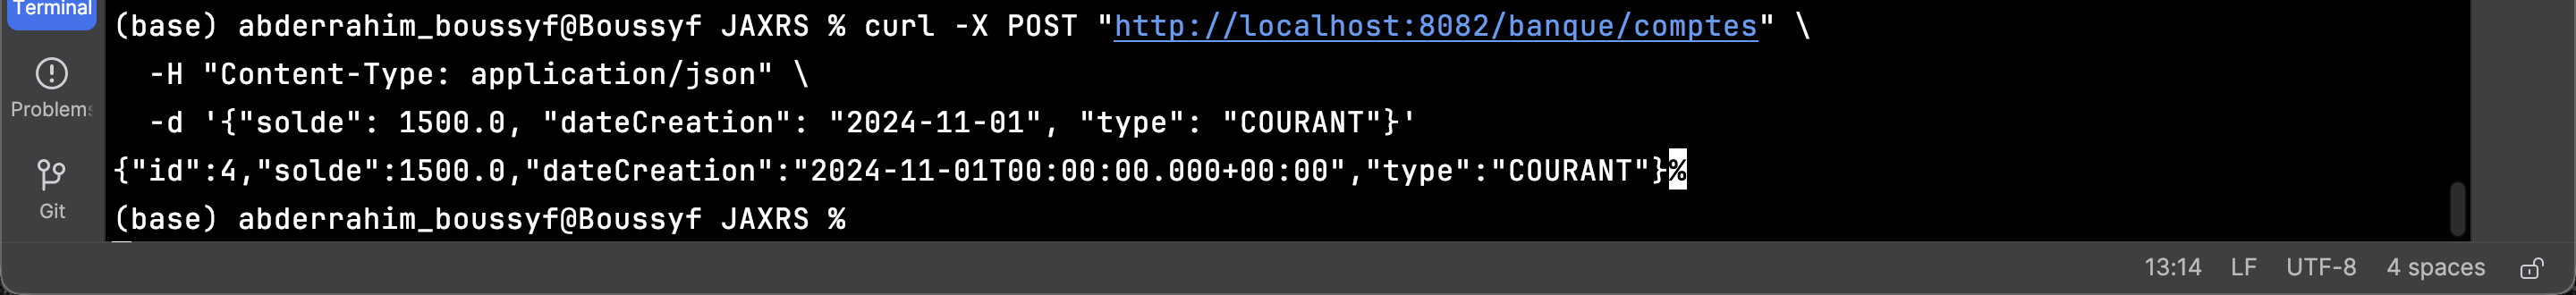 Terminal
(base) abderrahim_boussyf@Boussyf JAXRS % curl -X POST "http://localhost:8082/banque/comptes" \
  -H "Content-Type: application/json" \
  -d '{"solde": 1500.0, "dateCreation": "2024-11-01", "type": "COURANT"}'
{"id":4,"solde":1500.0,"dateCreation":"2024-11-01T00:00:00.000+00:00","type":"COURANT"}%
(base) abderrahim_boussyf@Boussyf JAXRS %
Problems
Git
13:14 LF UTF-8 4 spaces